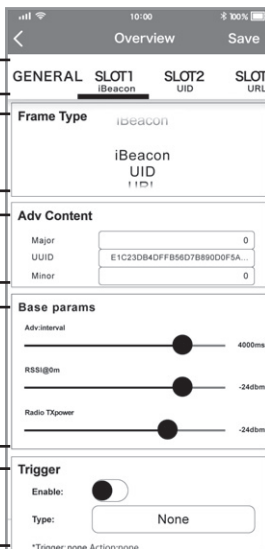 10:00
100%
Overview
Save
GENERAL SLOT1 SLOT2 SLOT
iBeacon UID URL
Frame Type
iBeacon
iBeacon
UID
URL
Adv Content
Major 0
UUID E1C23DB4DFFB56D7B890D0F5A...
Minor 0
Base params
Adv:interval
4000ms
RSSI@0m
-24dbm
Radio TXpower
-24dbm
Trigger
Enable:
Type: None
*Trigger:none Action:none